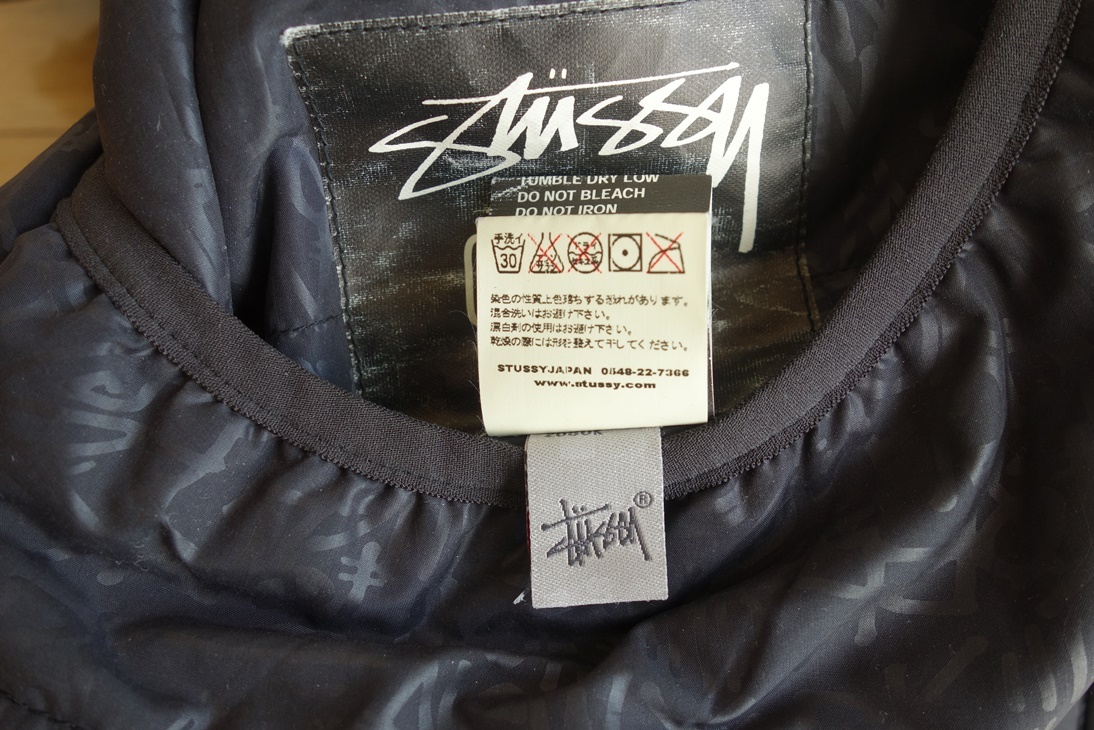 STÜSSY
TUMBLE DRY LOW
DO NOT BLEACH
DO NOT IRON
手洗イ
30
染色の性質上色落ちする恐れがあります。
混合洗いはお避け下さい。
漂白剤の使用はお避け下さい。
乾燥の際には形を整えて干してください。
STUSSYJAPAN 0548-22-7366
www.stussy.com
STÜSSY ®